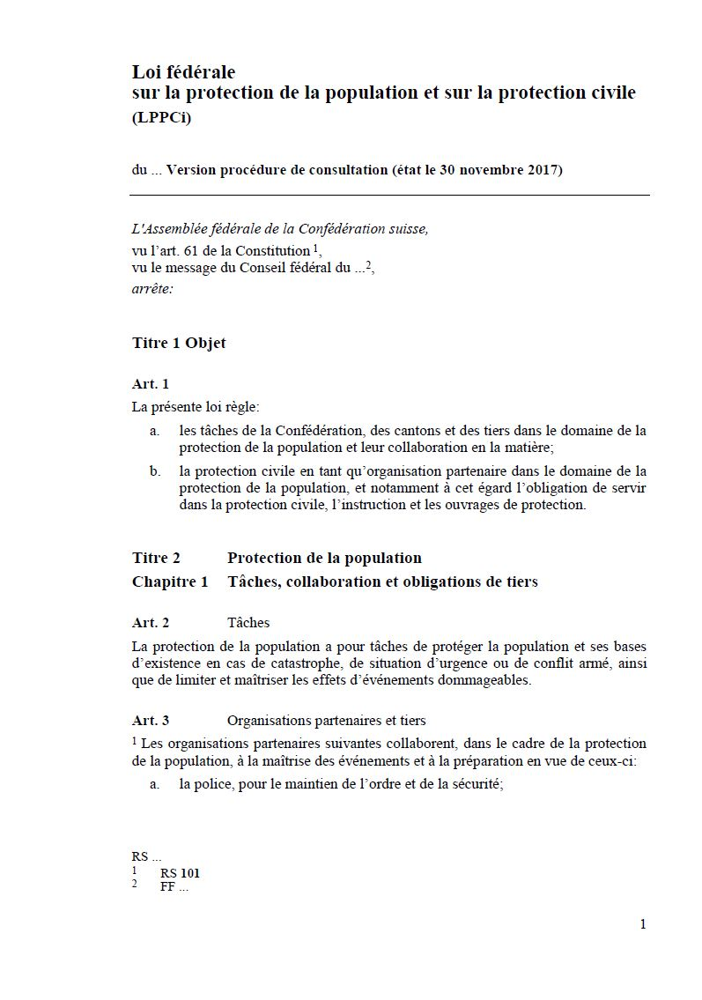 Loi fédérale
sur la protection de la population et sur la protection civile
(LPPCi)
du ... Version procédure de consultation (état le 30 novembre 2017)
L'Assemblée fédérale de la Confédération suisse,
vu l’art. 61 de la Constitution 1,
vu le message du Conseil fédéral du ...2,
arrête:
Titre 1 Objet
Art. 1
La présente loi règle:
a. les tâches de la Confédération, des cantons et des tiers dans le domaine de la
protection de la population et leur collaboration en la matière;
b. la protection civile en tant qu’organisation partenaire dans le domaine de la
protection de la population, et notamment à cet égard l’obligation de servir
dans la protection civile, l’instruction et les ouvrages de protection.
Titre 2 Protection de la population
Chapitre 1 Tâches, collaboration et obligations de tiers
Art. 2 Tâches
La protection de la population a pour tâches de protéger la population et ses bases
d’existence en cas de catastrophe, de situation d’urgence ou de conflit armé, ainsi
que de limiter et maîtriser les effets d’événements dommageables.
Art. 3 Organisations partenaires et tiers
1 Les organisations partenaires suivantes collaborent, dans le cadre de la protection
de la population, à la maîtrise des événements et à la préparation en vue de ceux-ci:
a. la police, pour le maintien de l’ordre et de la sécurité;
RS ...
1 RS 101
2 FF ...
1